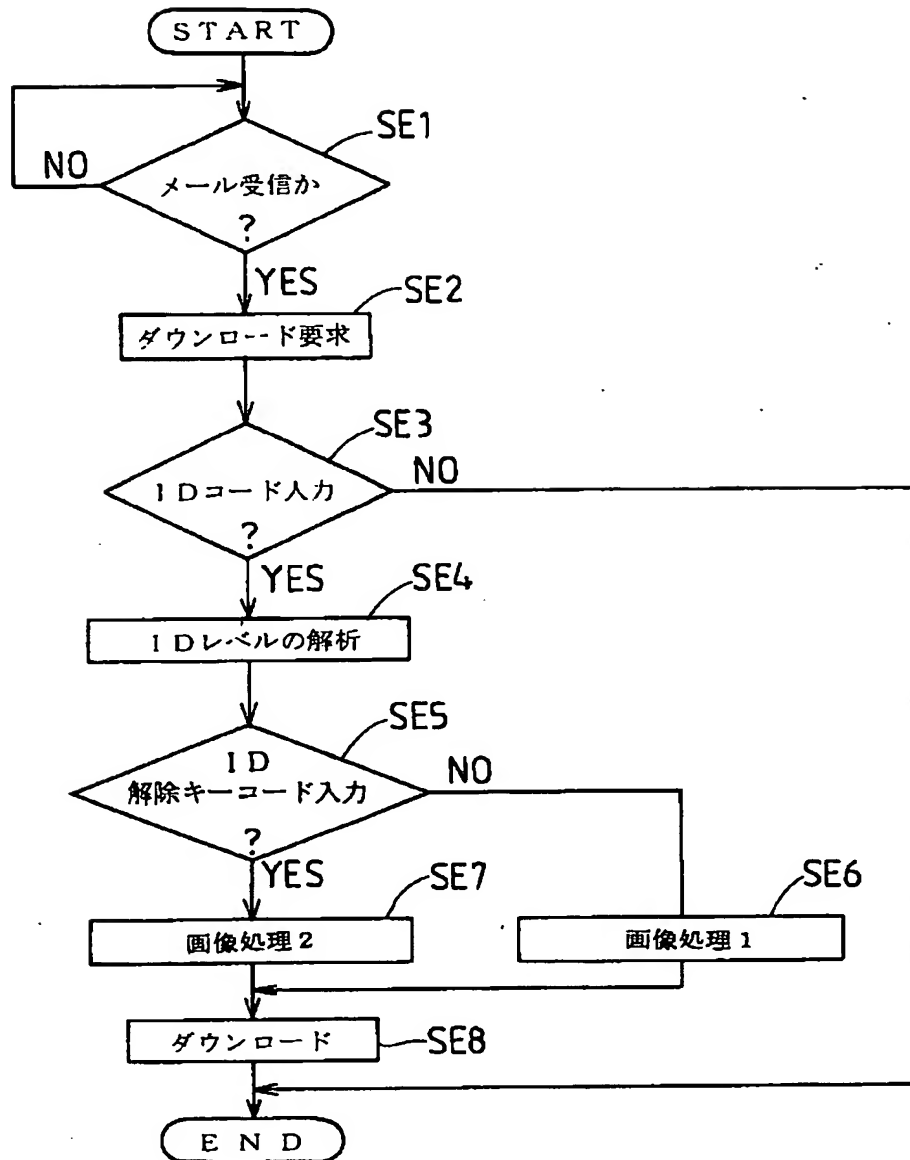 START
SE1
NO
メール受信か
?
YES
SE2
ダウンロード要求
SE3
NO
IDコード入力
?
YES
SE4
IDレベルの解析
SE5
ID
NO
解除キーコード入力
?
YES
SE7
SE6
画像処理2
画像処理1
ダウンロード
SE8
END